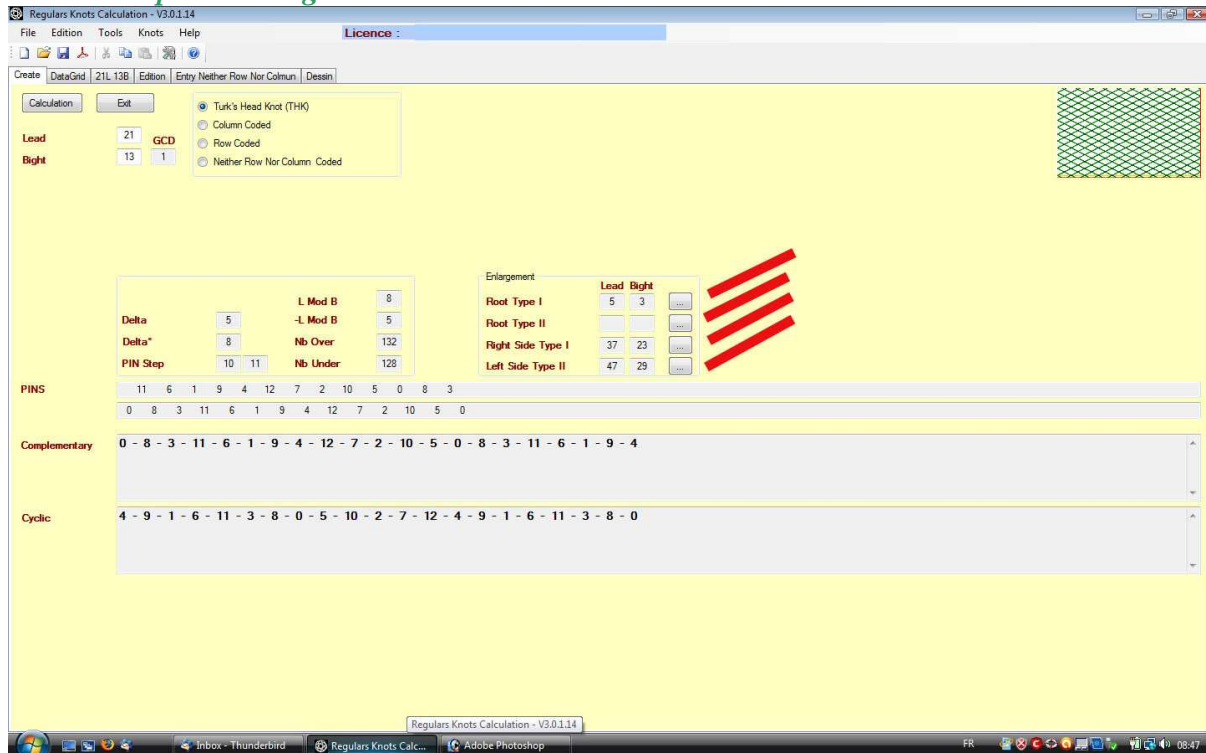 Regulars Knots Calculation - V3.0.1.14
File Edition Tools Knots Help Licence :
Create DataGrid 21L 13B Edition Entry Neither Row Nor Colmun Dessin
Calculation Exit Turk's Head Knot (THK)
Column Coded
Lead 21 GCD Row Coded
Bight 13 1 Neither Row Nor Column Coded
Enlargement
Lead Bight
L Mod B 8 Root Type I 5 3 ...
Delta 5 -L Mod B 5 Root Type II ...
Delta* 8 Nb Over 132 Right Side Type I 37 23 ...
PIN Step 10 11 Nb Under 128 Left Side Type II 47 29 ...
PINS 11 6 1 9 4 12 7 2 10 5 0 8 3
0 8 3 11 6 1 9 4 12 7 2 10 5 0
Complementary 0 - 8 - 3 - 11 - 6 - 1 - 9 - 4 - 12 - 7 - 2 - 10 - 5 - 0 - 8 - 3 - 11 - 6 - 1 - 9 - 4
Cyclic 4 - 9 - 1 - 6 - 11 - 3 - 8 - 0 - 5 - 10 - 2 - 7 - 12 - 4 - 9 - 1 - 6 - 11 - 3 - 8 - 0
Regulars Knots Calculation - V3.0.1.14
Inbox - Thunderbird Regulars Knots Calc... Adobe Photoshop FR 08:47